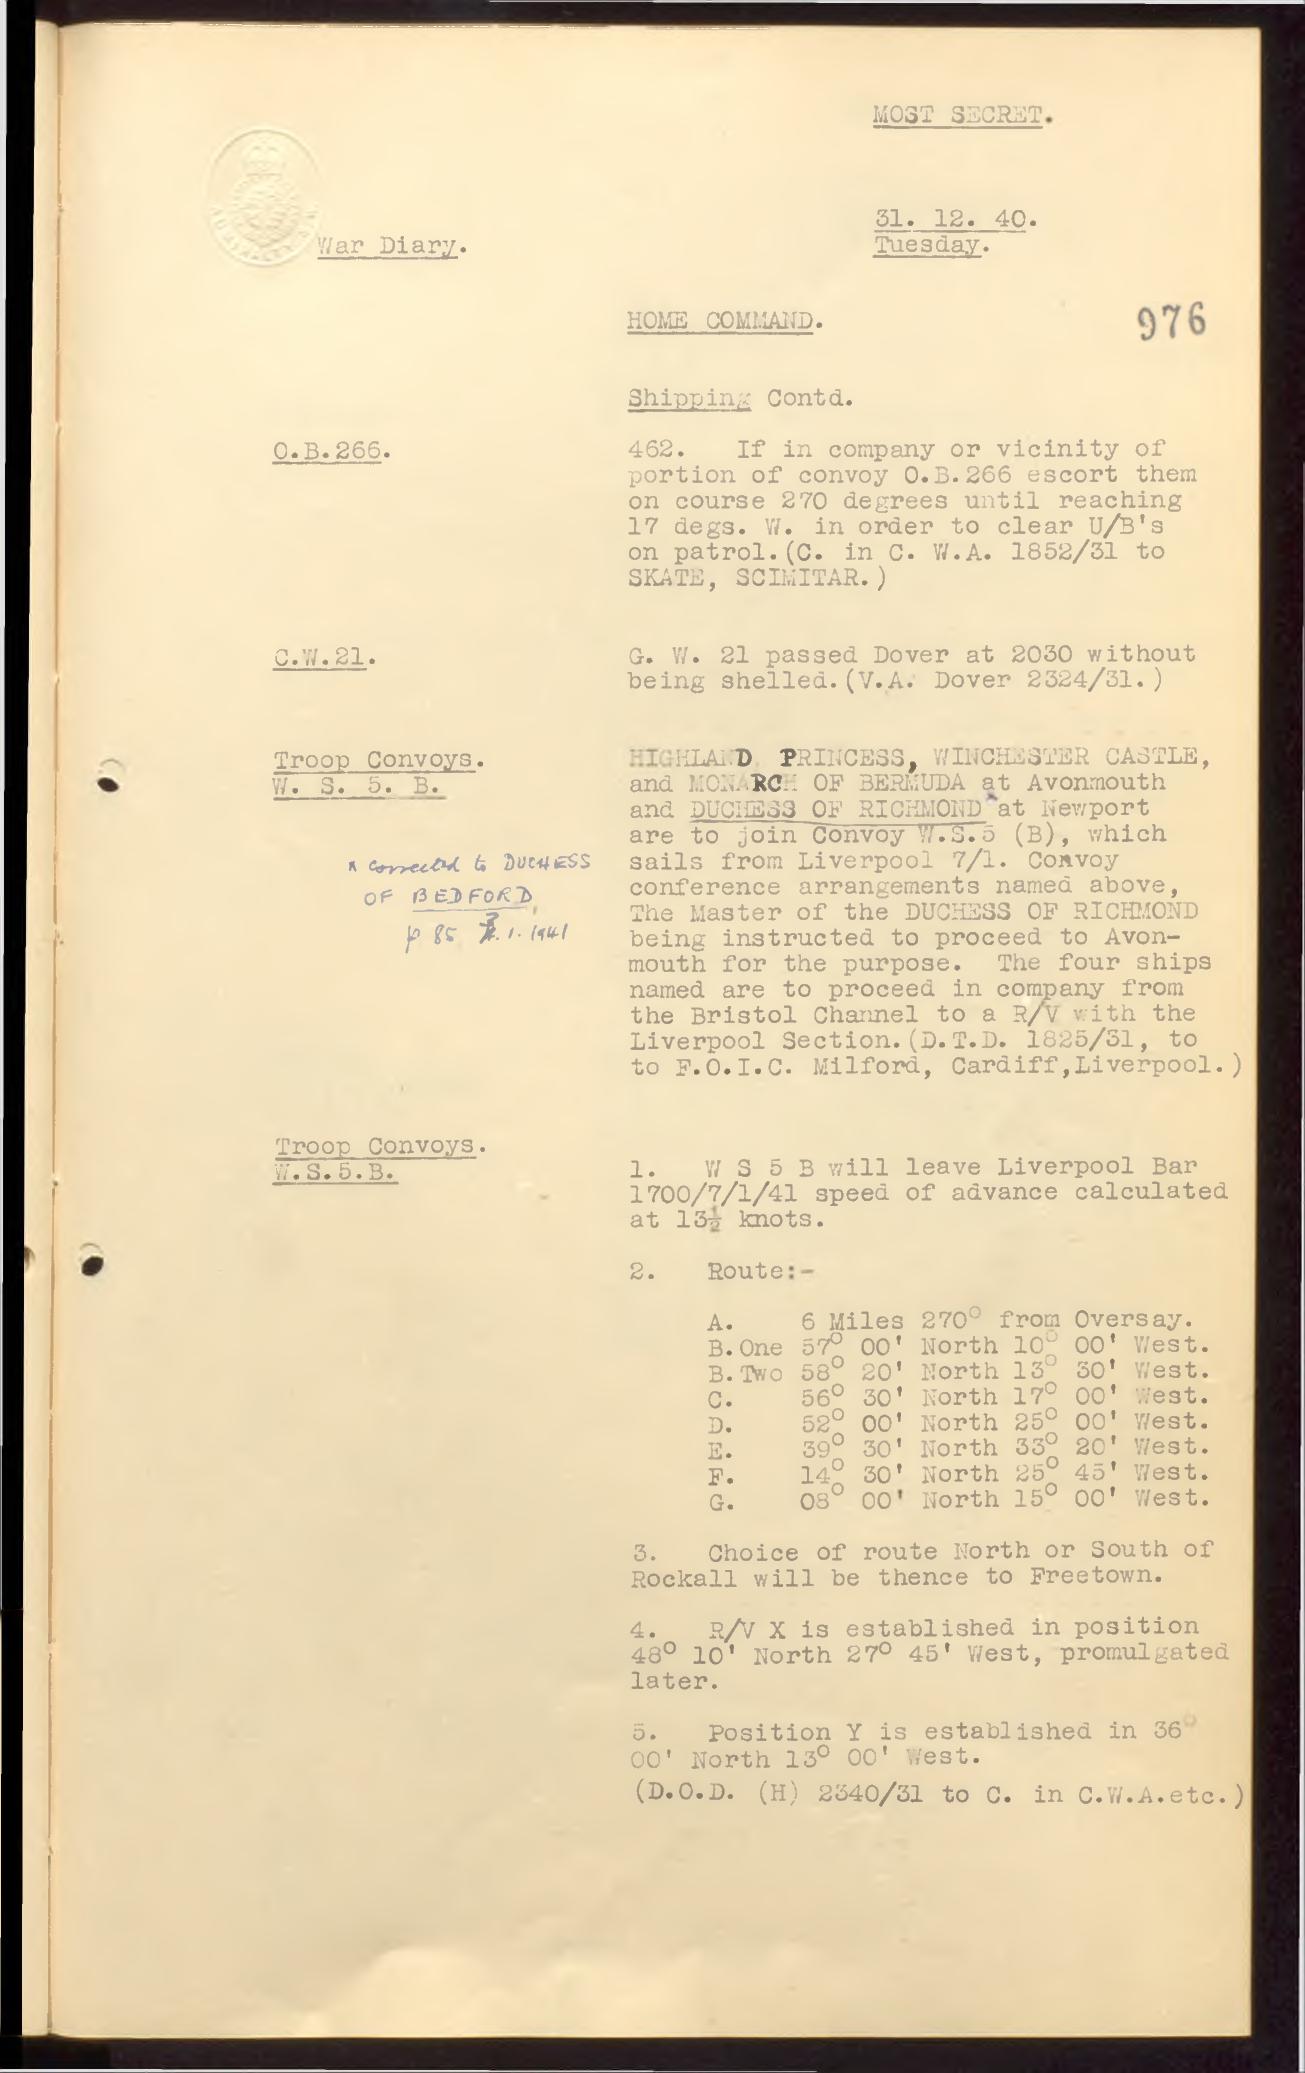 MOST SECRET.
31. 12. 40.
War Diary.
Tuesday.
HOME COMMAND.
976
Shipping Contd.
O.B.266.
462. If in company or vicinity of
portion of convoy O.B.266 escort them
on course 270 degrees until reaching
17 degs. W. in order to clear U/B's
on patrol.(C. in C. W.A. 1852/31 to
SKATE, SCIMITAR.)
C.W.21.
G. W. 21 passed Dover at 2030 without
being shelled.(V.A. Dover 2324/31.)
Troop Convoys.
W. S. 5. B.
HIGHLAND PRINCESS, WINCHESTER CASTLE,
and MONARCH OF BERMUDA at Avonmouth
and DUCHESS OF RICHMOND at Newport
are to join Convoy W.S.5 (B), which
sails from Liverpool 7/1. Convoy
conference arrangements named above,
The Master of the DUCHESS OF RICHMOND
being instructed to proceed to Avon-
mouth for the purpose. The four ships
named are to proceed in company from
the Bristol Channel to a R/V with the
Liverpool Section.(D.T.D. 1825/31, to
to F.O.I.C. Milford, Cardiff,Liverpool.)
x corrected to DUCHESS
OF BEDFORD
p 85 .1.1941
Troop Convoys.
W.S.5.B.
1. W S 5 B will leave Liverpool Bar
1700/7/1/41 speed of advance calculated
at 13½ knots.
2. Route:-
A. 6 Miles 270° from Oversay.
B.One 57° 00' North 10° 00' West.
B.Two 58° 20' North 13° 30' West.
C. 56° 30' North 17° 00' West.
D. 52° 00' North 25° 00' West.
E. 39° 30' North 33° 20' West.
F. 14° 30' North 25° 45' West.
G. 08° 00' North 15° 00' West.
3. Choice of route North or South of
Rockall will be thence to Freetown.
4. R/V X is established in position
48° 10' North 27° 45' West, promulgated
later.
5. Position Y is established in 36°
00' North 13° 00' West.
(D.O.D. (H) 2340/31 to C. in C.W.A.etc.)